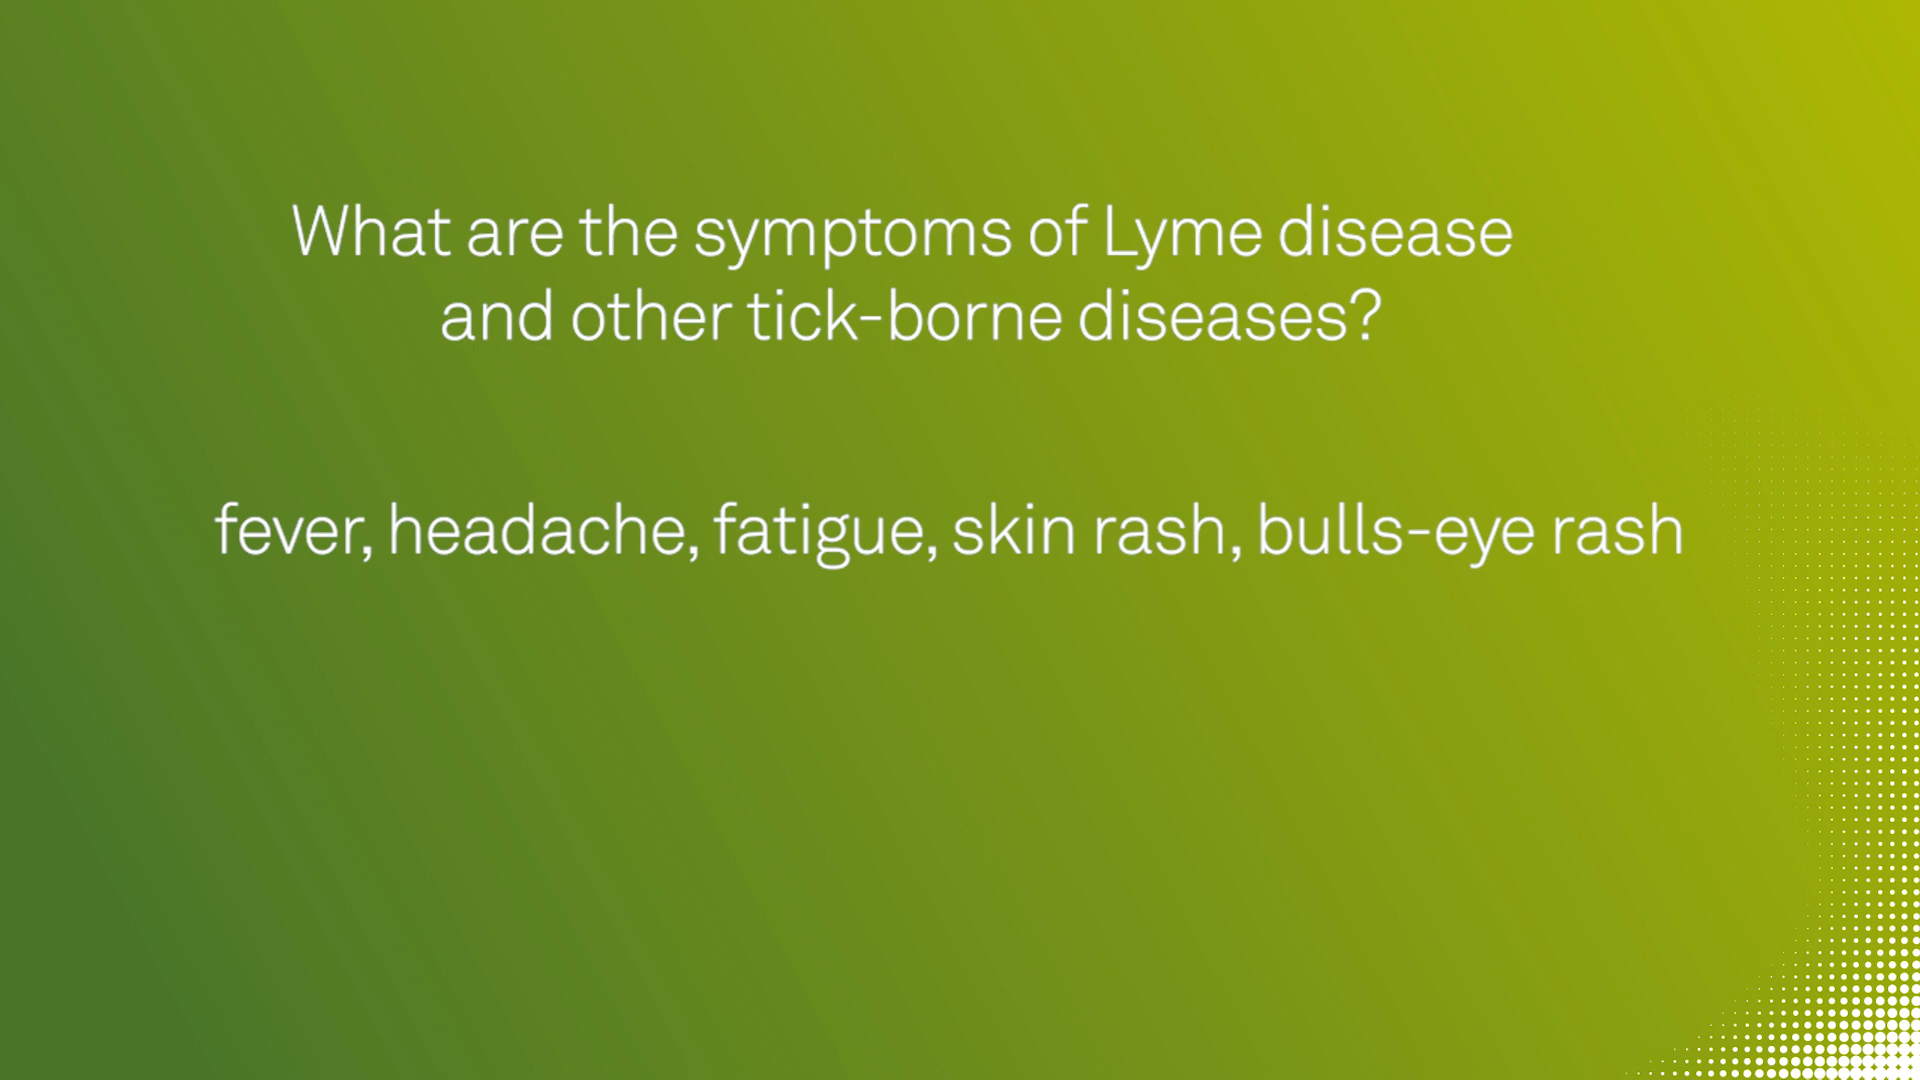 What are the symptoms of Lyme disease
and other tick-borne diseases?
fever, headache, fatigue, skin rash, bulls-eye rash